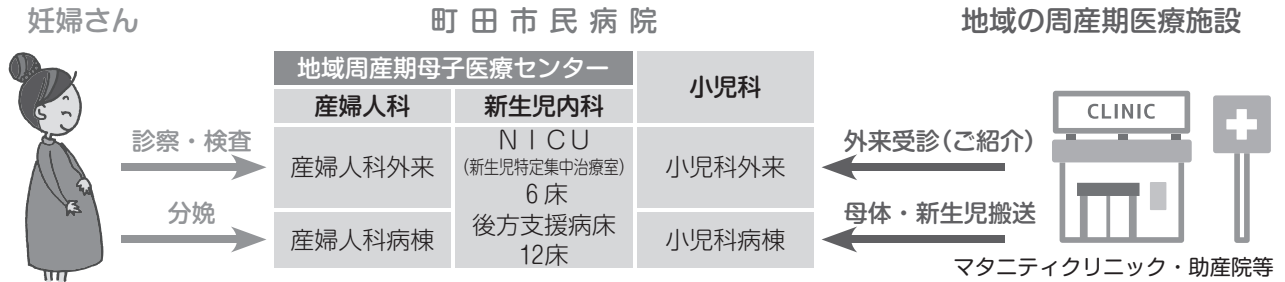 妊婦さん
町田市民病院
地域の周産期医療施設
地域周産期母子医療センター
小児科
産婦人科
新生児内科
診察・検査
産婦人科外来
NICU
(新生児特定集中治療室)
6床
小児科外来
外来受診(ご紹介)
CLINIC
分娩
産婦人科病棟
後方支援病床
12床
小児科病棟
母体・新生児搬送
マタニティクリニック・助産院等